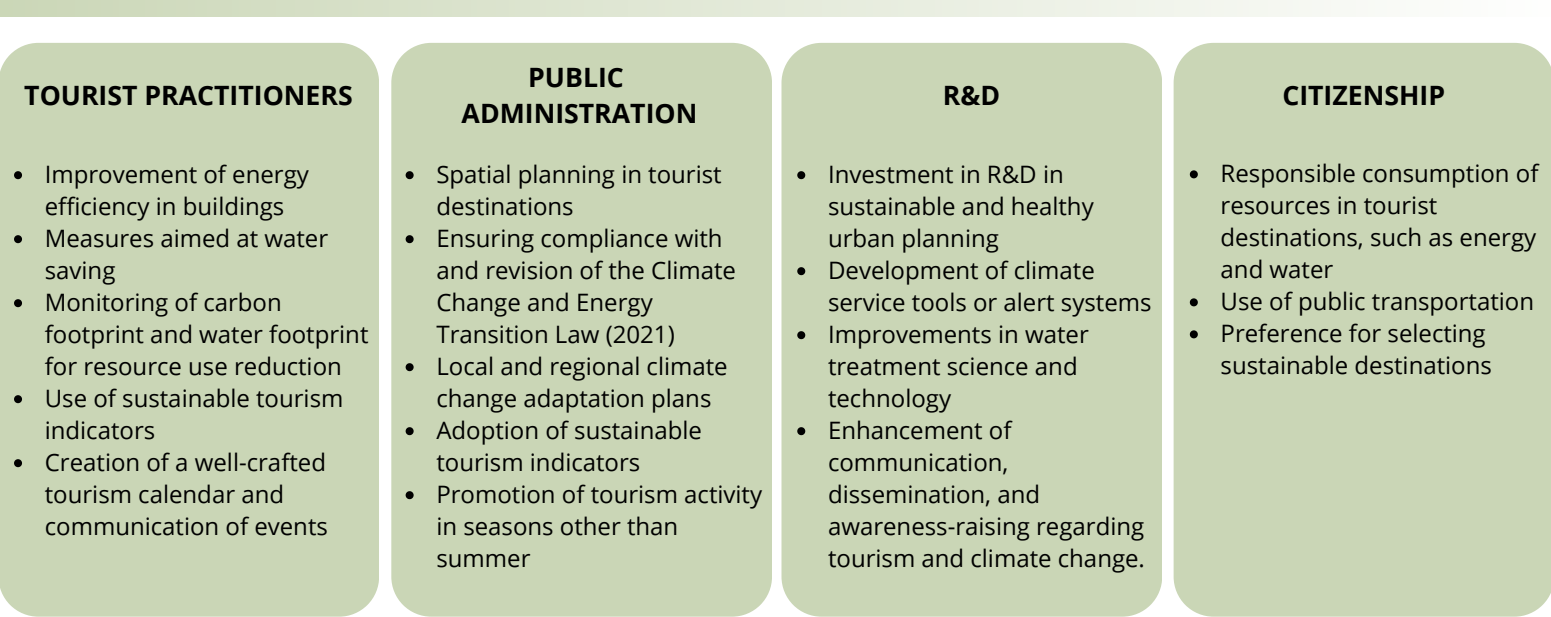 TOURIST PRACTITIONERS
• Improvement of energy
efficiency in buildings
• Measures aimed at water
saving
• Monitoring of carbon
footprint and water footprint
for resource use reduction
• Use of sustainable tourism
indicators
• Creation of a well-crafted
tourism calendar and
communication of events
PUBLIC
ADMINISTRATION
• Spatial planning in tourist
destinations
• Ensuring compliance with
and revision of the Climate
Change and Energy
Transition Law (2021)
• Local and regional climate
change adaptation plans
• Adoption of sustainable
tourism indicators
• Promotion of tourism activity
in seasons other than
summer
R&D
• Investment in R&D in
sustainable and healthy
urban planning
• Development of climate
service tools or alert systems
• Improvements in water
treatment science and
technology
• Enhancement of
communication,
dissemination, and
awareness-raising regarding
tourism and climate change.
CITIZENSHIP
• Responsible consumption of
resources in tourist
destinations, such as energy
and water
• Use of public transportation
• Preference for selecting
sustainable destinations